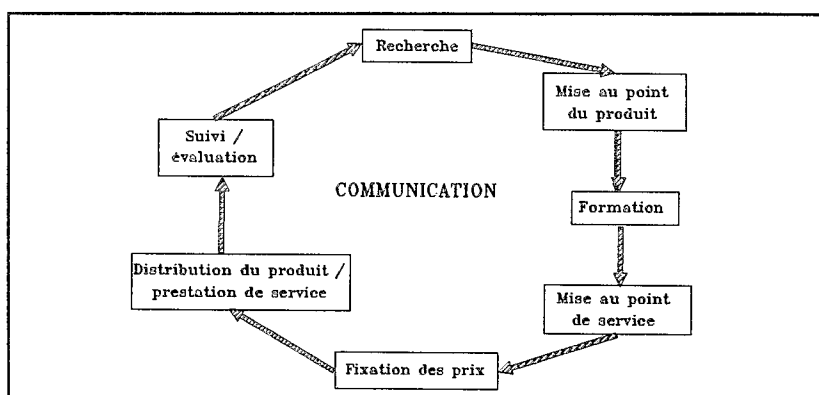 Recherche
Mise au point
du produit
Suivi /
évaluation
COMMUNICATION
Formation
Distribution du produit /
prestation de service
Mise au point
de service
Fixation des prix